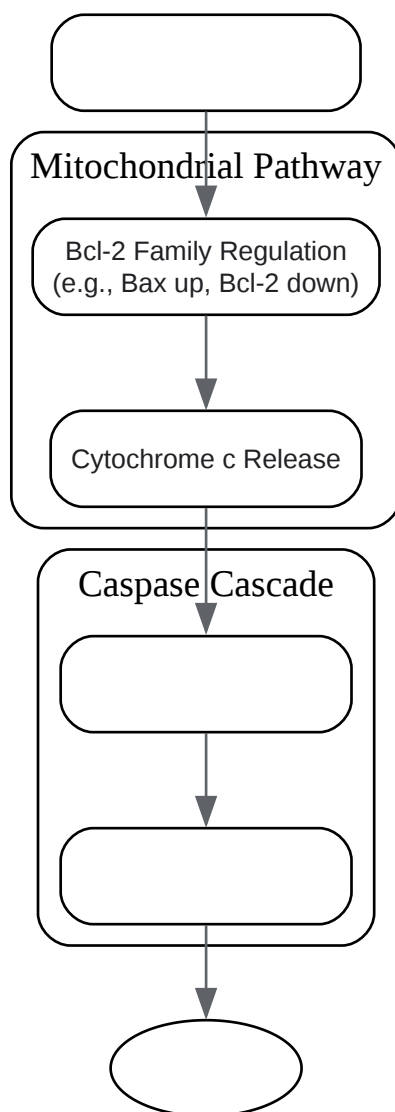 Mitochondrial Pathway
Bcl-2 Family Regulation
(e.g., Bax up, Bcl-2 down)
Cytochrome c Release
Caspase Cascade